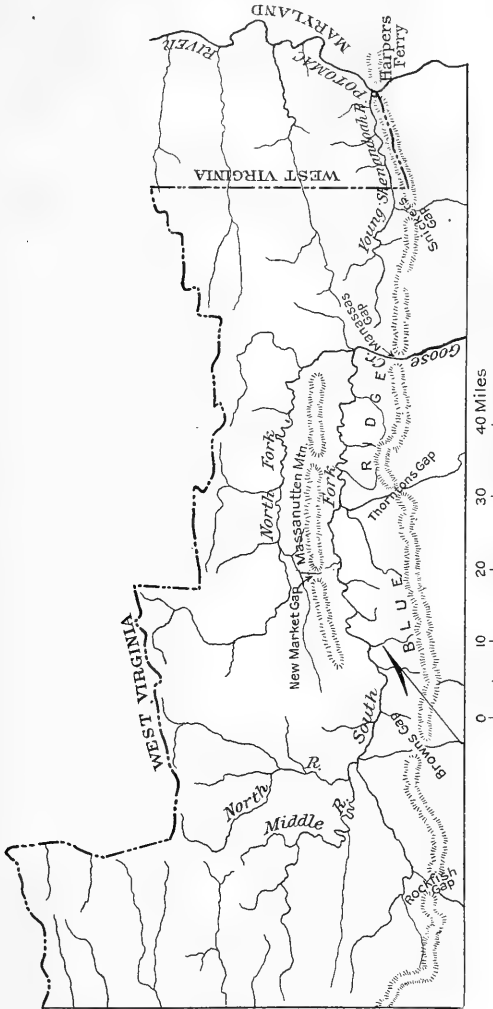 MARYLAND
RIVER
POTOMAC
Harpers
Ferry
WEST VIRGINIA
Young Shenandoah R.
Snickers
Gap
Manassas
Gap
Goose Cr.
WEST VIRGINIA
North Fork
Massanutten Mtn.
New Market Gap
South Fork
BLUE RIDGE
Thorntons Gap
North R.
Middle R.
Browns Gap
Rockfish
Gap
0 10 20 30 40 Miles